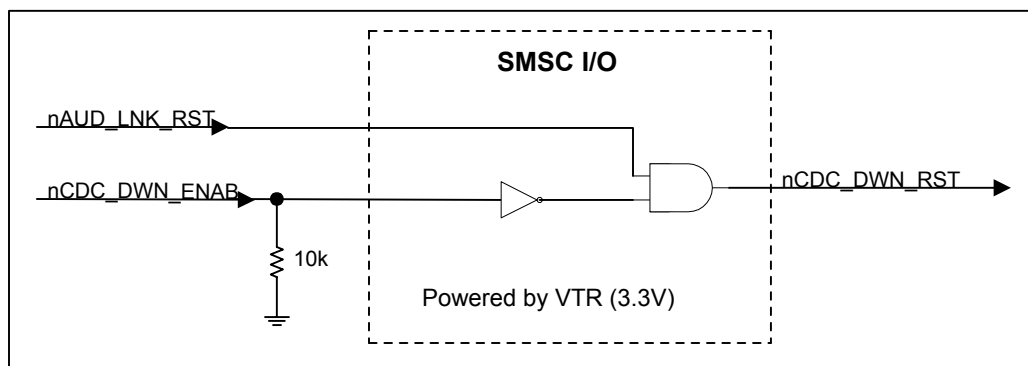 SMSC I/O
nAUD_LNK_RST
nCDC_DWN_ENAB
nCDC_DWN_RST
10k
Powered by VTR (3.3V)